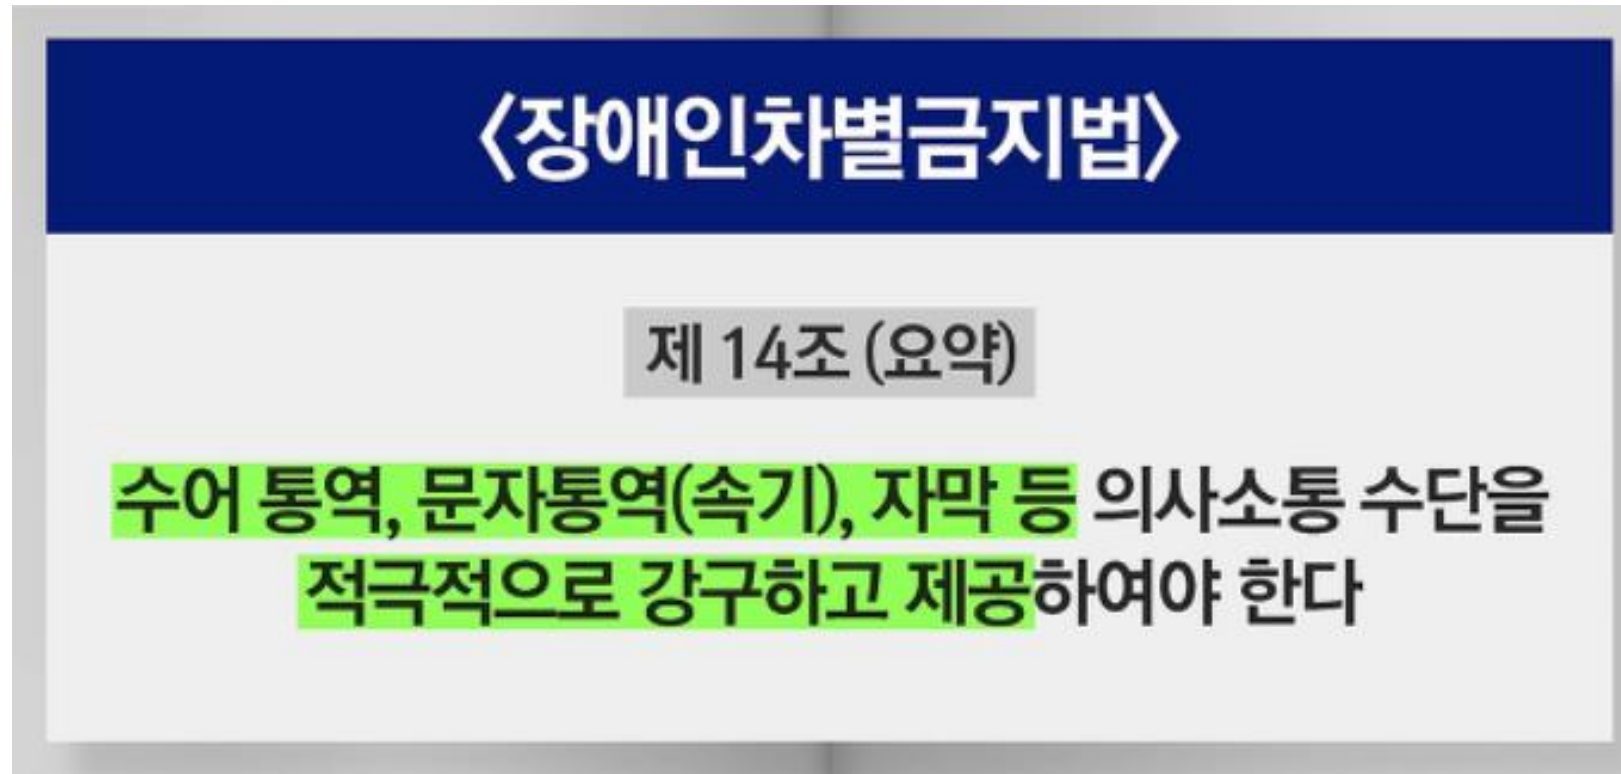 〈장애인차별금지법〉
제 14조 (요약)
수어 통역, 문자통역(속기), 자막 등 의사소통 수단을
적극적으로 강구하고 제공하여야 한다